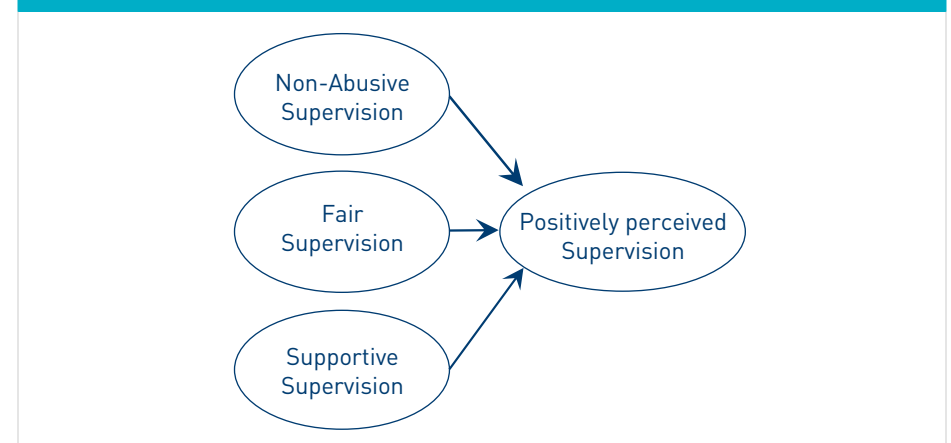 Non-Abusive
Supervision
Fair
Supervision
Positively perceived
Supervision
Supportive
Supervision